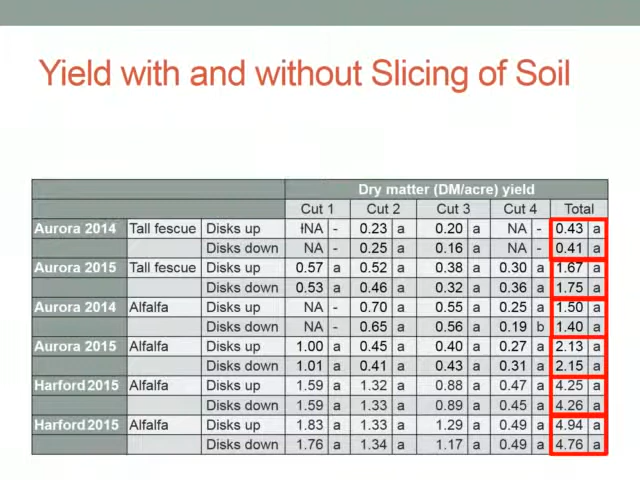 Yield with and without Slicing of Soil
Dry matter (DM/acre) yield
Cut 1 Cut 2 Cut 3 Cut 4 Total
Aurora 2014 Tall fescue Disks up NA - 0.23 a 0.20 a NA - 0.43 a
Disks down NA - 0.25 a 0.16 a NA - 0.41 a
Aurora 2015 Tall fescue Disks up 0.57 a 0.52 a 0.38 a 0.30 a 1.67 a
Disks down 0.53 a 0.46 a 0.32 a 0.36 a 1.75 a
Aurora 2014 Alfalfa Disks up NA - 0.70 a 0.55 a 0.25 a 1.50 a
Disks down NA - 0.65 a 0.56 a 0.19 b 1.40 a
Aurora 2015 Alfalfa Disks up 1.00 a 0.45 a 0.40 a 0.27 a 2.13 a
Disks down 1.01 a 0.41 a 0.43 a 0.31 a 2.15 a
Harford 2015 Alfalfa Disks up 1.59 a 1.32 a 0.88 a 0.47 a 4.25 a
Disks down 1.59 a 1.33 a 0.89 a 0.45 a 4.26 a
Harford 2015 Alfalfa Disks up 1.83 a 1.33 a 1.29 a 0.49 a 4.94 a
Disks down 1.76 a 1.34 a 1.17 a 0.49 a 4.76 a